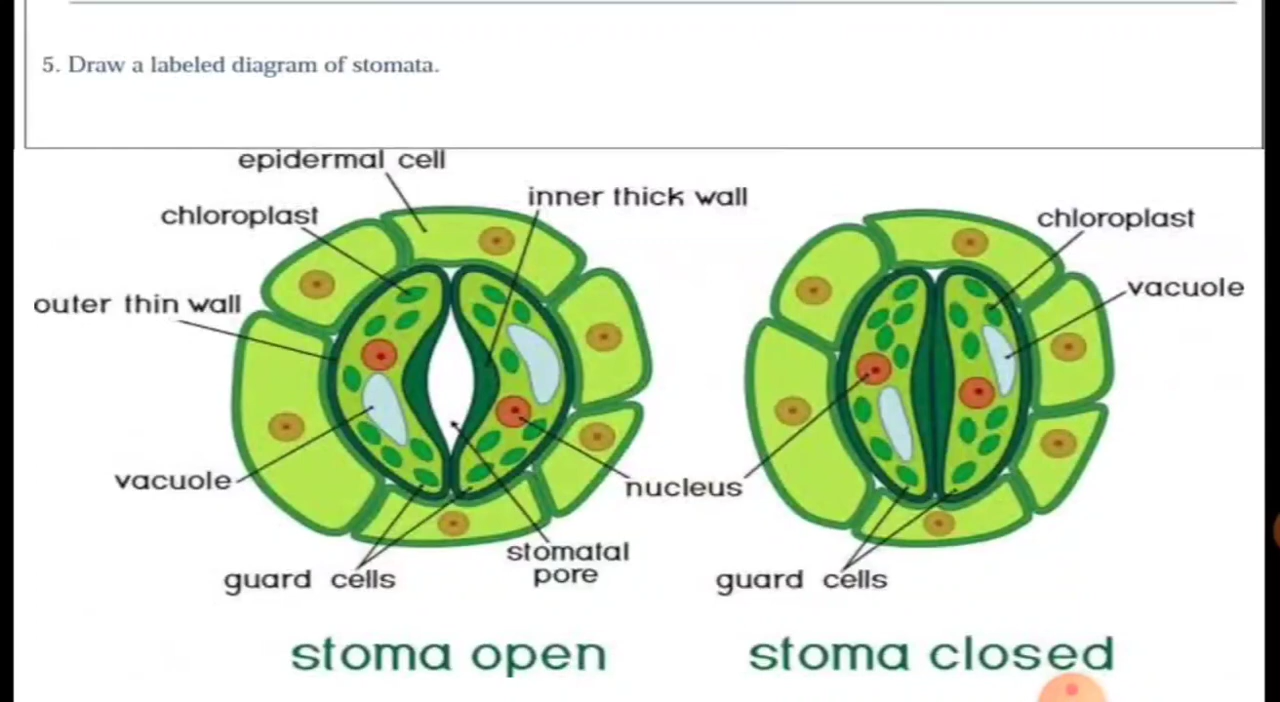 5. Draw a labeled diagram of stomata.
epidermal cell
inner thick wall
chloroplast
chloroplast
vacuole
outer thin wall
vacuole
nucleus
stomatal
pore
guard cells
guard cells
stoma open
stoma closed